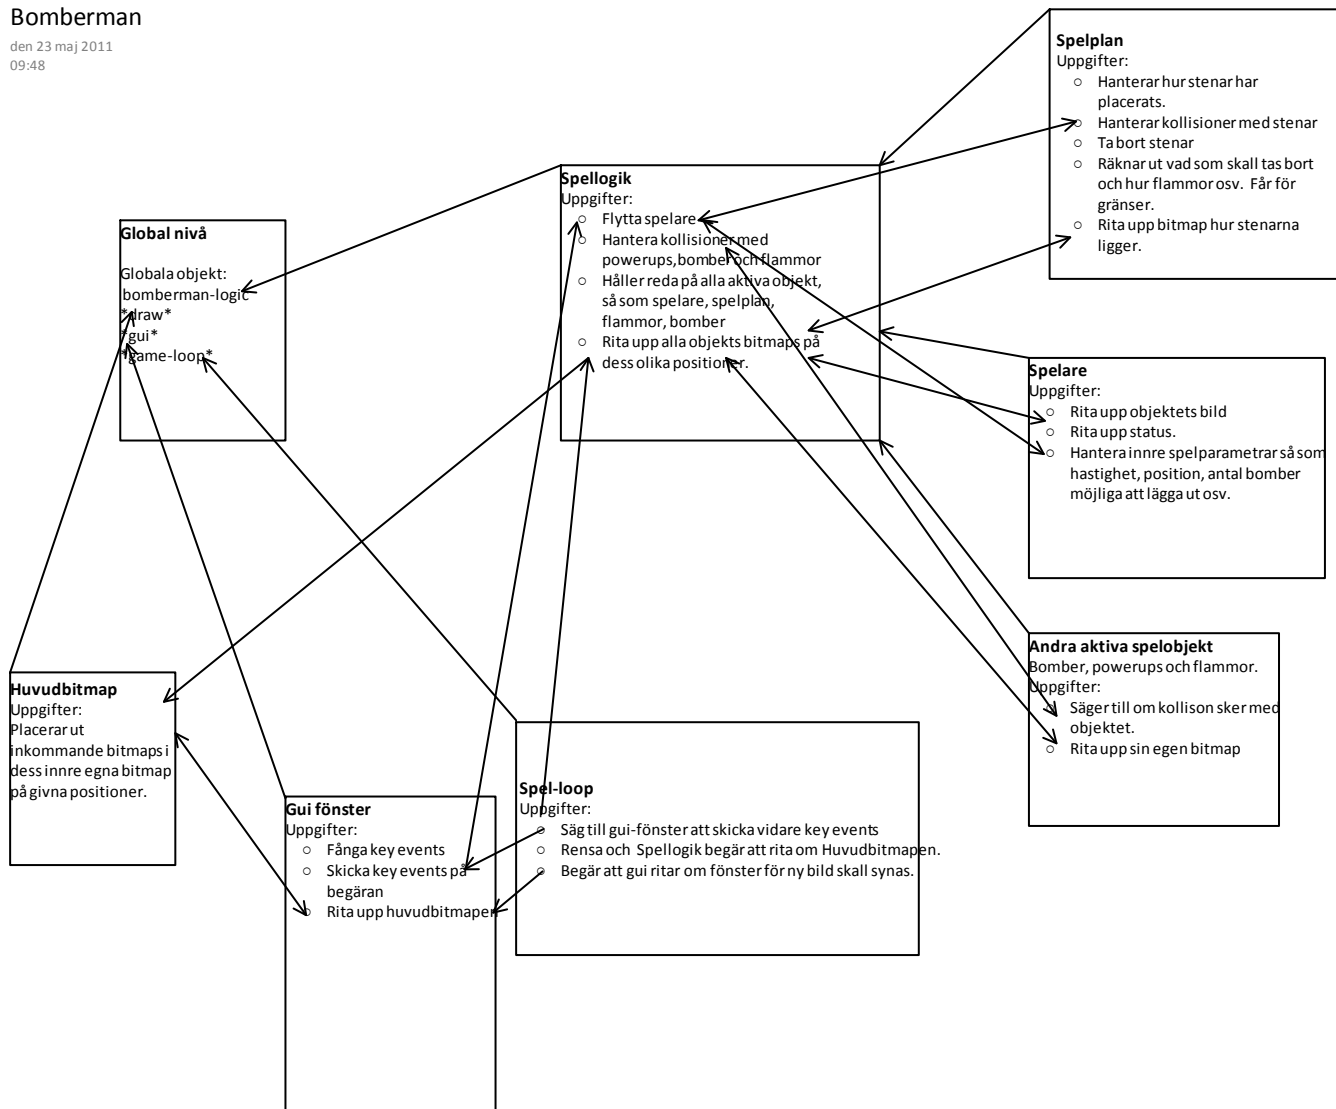 Bomberman
den 23 maj 2011
09:48
Spelplan
Uppgifter:
○ Hanterar hur stenar har
placerats.
○ Hanterar kollisioner med stenar
○ Ta bort stenar
○ Räknar ut vad som skall tas bort
och hur flammor osv. Får för
gränser.
○ Rita upp bitmap hur stenarna
ligger.
Spellogik
Uppgifter:
○ Flytta spelare
○ Hantera kollisioner med
powerups, bomber och flammor
○ Håller reda på alla aktiva objekt,
så som spelare, spelplan,
flammor, bomber
○ Rita upp alla objekts bitmaps på
dess olika positioner.
Global nivå
Globala objekt:
bomberman-logic
*draw*
*gui*
*game-loop*
Spelare
Uppgifter:
○ Rita upp objektets bild
○ Rita upp status.
○ Hantera innre spelparametrar så som
hastighet, position, antal bomber
möjliga att lägga ut osv.
Andra aktiva spelobjekt
Bomber, powerups och flammor.
Uppgifter:
○ Säger till om kollison sker med
objektet.
○ Rita upp sin egen bitmap
Huvudbitmap
Uppgifter:
Placerar ut
inkommande bitmaps i
dess innre egna bitmap
på givna positioner.
Gui fönster
Uppgifter:
○ Fånga key events
○ Skicka key events på
begäran
○ Rita upp huvudbitmapen
Spel-loop
Uppgifter:
○ Säg till gui-fönster att skicka vidare key events
○ Rensa och Spellogik begär att rita om Huvudbitmapen.
○ Begär att gui ritar om fönster för ny bild skall synas.